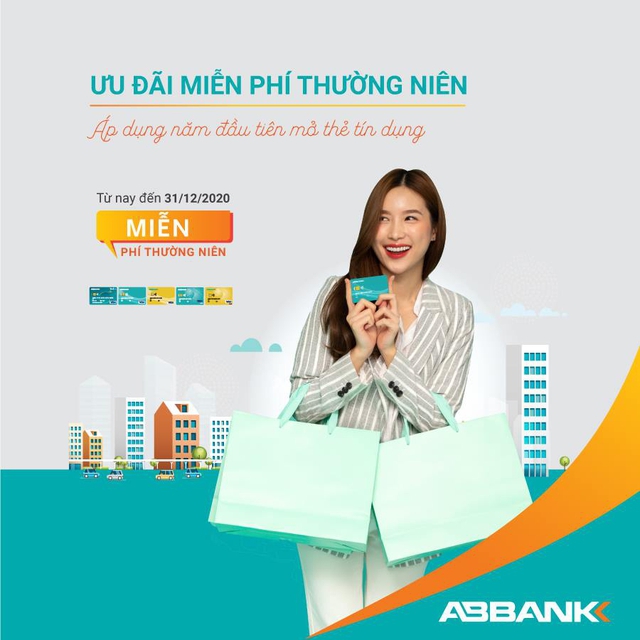 ƯU ĐÃI MIỄN PHÍ THƯỜNG NIÊN
Áp dụng năm đầu tiên mở thẻ tín dụng
Từ nay đến 31/12/2020
MIỄN
PHÍ THƯỜNG NIÊN
ABBANK